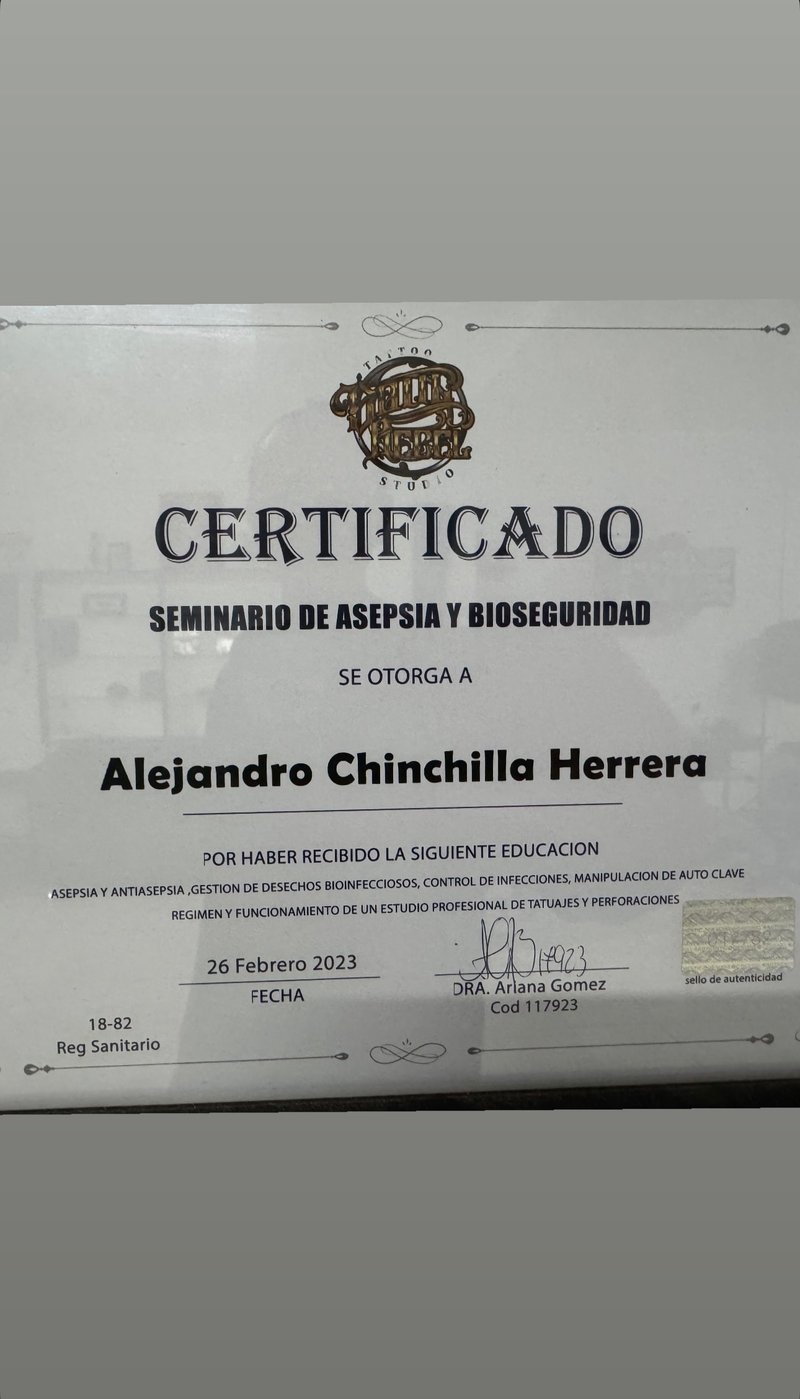 TATTOO
REBEL
STUDIO
CERTIFICADO
SEMINARIO DE ASEPSIA Y BIOSEGURIDAD
SE OTORGA A
Alejandro Chinchilla Herrera
POR HABER RECIBIDO LA SIGUIENTE EDUCACION
ASEPSIA Y ANTIASEPSIA ,GESTION DE DESECHOS BIOINFECCIOSOS, CONTROL DE INFECCIONES, MANIPULACION DE AUTO CLAVE
REGIMEN Y FUNCIONAMIENTO DE UN ESTUDIO PROFESIONAL DE TATUAJES Y PERFORACIONES
26 Febrero 2023
FECHA
117923
DRA. Ariana Gomez
Cod 117923
sello de autenticidad
18-82
Reg Sanitario